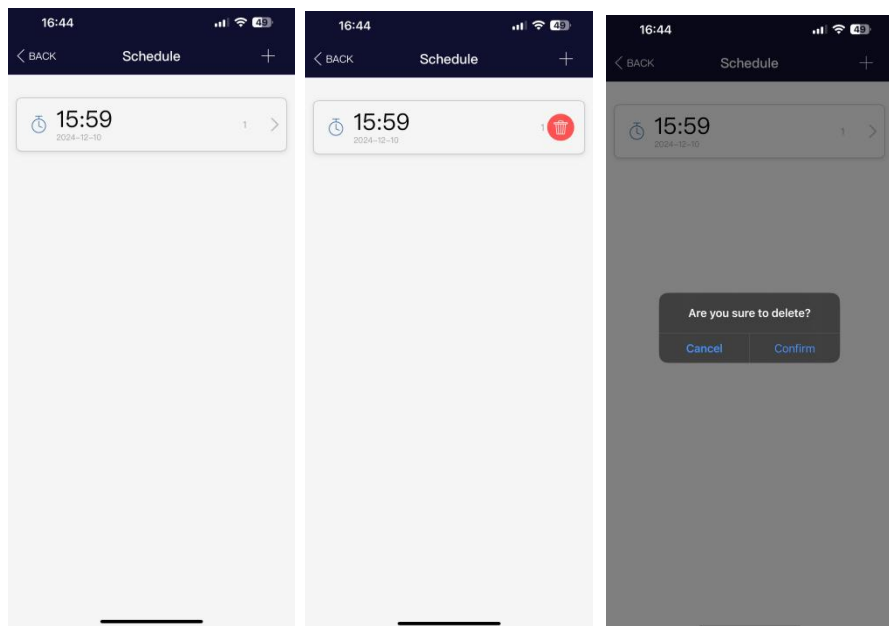 16:44
49
BACK
Schedule
15:59
2024-12-10
1
16:44
49
BACK
Schedule
15:59
2024-12-10
1
16:44
49
BACK
Schedule
15:59
2024-12-10
1
Are you sure to delete?
Cancel
Confirm